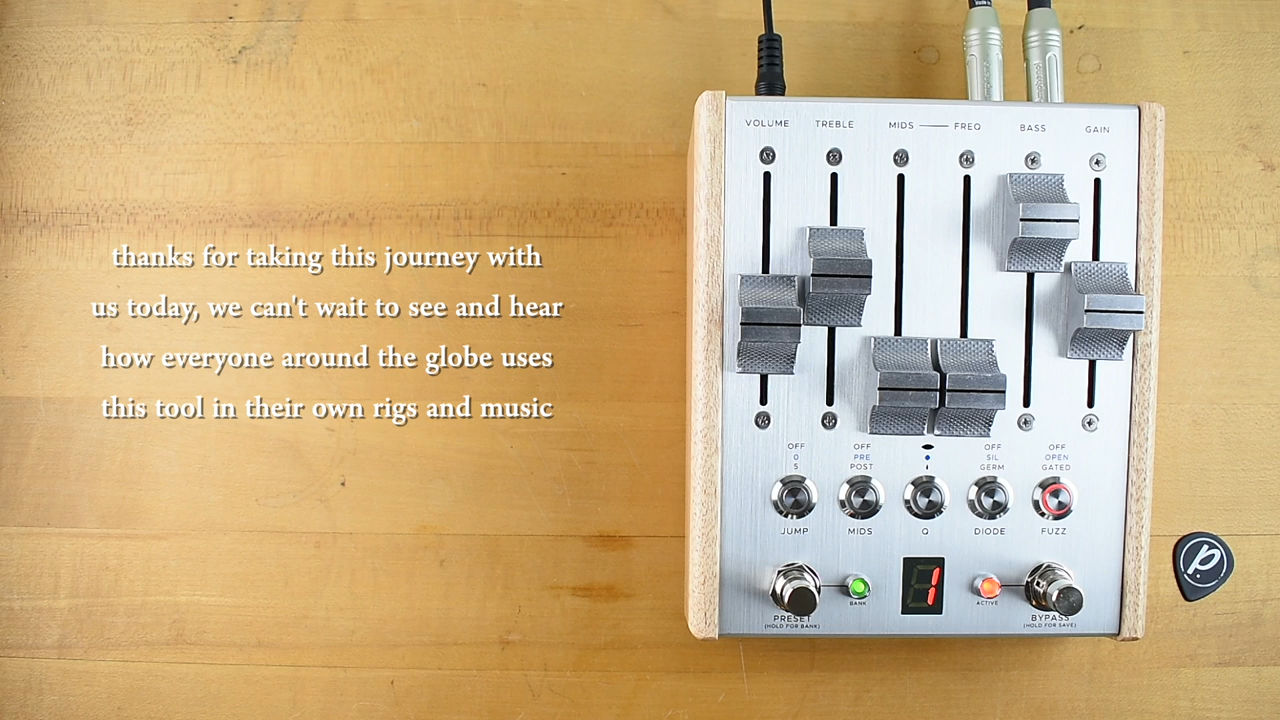 thanks for taking this journey with
us today, we can't wait to see and hear
how everyone around the globe uses
this tool in their own rigs and music
VOLUME TREBLE MIDS FREQ BASS GAIN
OFF OFF OFF OFF
0 PRE SIL OPEN
5 POST GERM GATED
JUMP MIDS Q DIODE FUZZ
1
BANK ACTIVE
PRESET BYPASS
(HOLD FOR BANK) (HOLD FOR SAVE)
p.